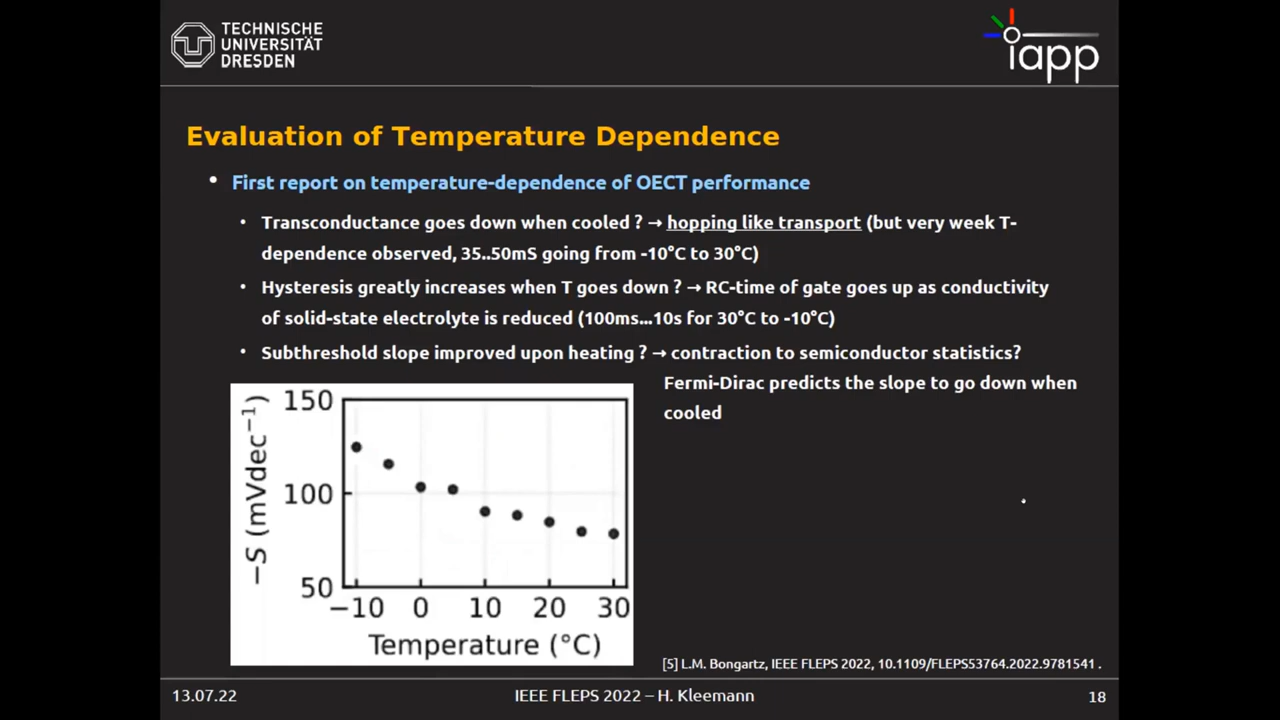 TECHNISCHE
UNIVERSITÄT
DRESDEN
iapp
Evaluation of Temperature Dependence
• First report on temperature-dependence of OECT performance
• Transconductance goes down when cooled ? → hopping like transport (but very week T-
dependence observed, 35..50mS going from -10°C to 30°C)
• Hysteresis greatly increases when T goes down ? → RC-time of gate goes up as conductivity
of solid-state electrolyte is reduced (100ms...10s for 30°C to -10°C)
• Subthreshold slope improved upon heating ? → contraction to semiconductor statistics?
Fermi-Dirac predicts the slope to go down when
cooled
−S (mVdec⁻¹)
150
100
50
−10 0 10 20 30
Temperature (°C)
[5] L.M. Bongartz, IEEE FLEPS 2022, 10.1109/FLEPS53764.2022.9781541 .
13.07.22 IEEE FLEPS 2022 – H. Kleemann 18